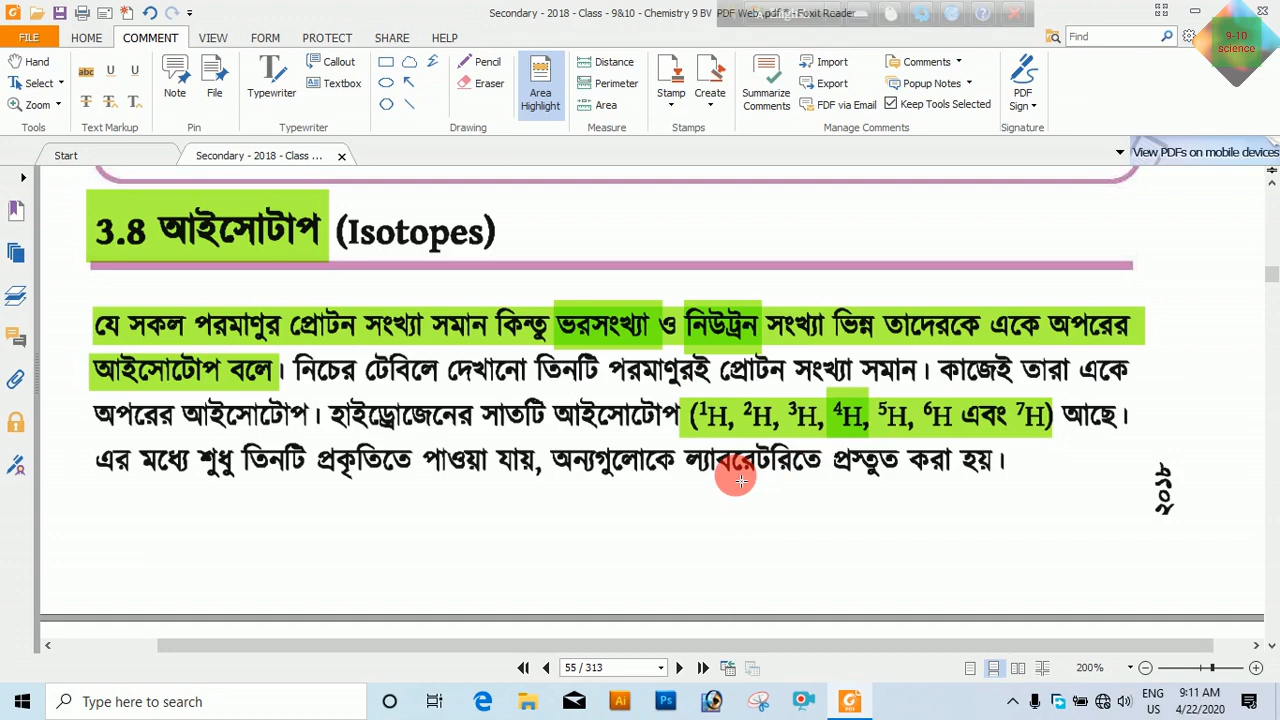 Secondary - 2018 - Class - 9&10 - Chemistry 9 BV PDF Web.pdf - Foxit Reader
FILE HOME COMMENT VIEW FORM PROTECT SHARE HELP
Find
9-10
science
Hand
Select
Zoom
Tools
abc U U
T T T
Text Markup
Note
File
Pin
Typewriter
Callout
Textbox
Typewriter
Pencil
Eraser
Drawing
Area
Highlight
Distance
Perimeter
Area
Measure
Stamp
Create
Stamps
Summarize
Comments
Import
Export
FDF via Email
Comments
Popup Notes
Keep Tools Selected
Manage Comments
PDF
Sign
Signature
Start
Secondary - 2018 - Class ...
View PDFs on mobile devices
3.8 আইসোটাপ (Isotopes)
যে সকল পরমাণুর প্রোটন সংখ্যা সমান কিন্তু ভরসংখ্যা ও নিউট্রন সংখ্যা ভিন্ন তাদেরকে একে অপরের
আইসোটোপ বলে। নিচের টেবিলে দেখানো তিনটি পরমাণুরই প্রোটন সংখ্যা সমান। কাজেই তারা একে
অপরের আইসোটোপ। হাইড্রোজেনের সাতটি আইসোটোপ (¹H, ²H, ³H, ⁴H, ⁵H, ⁶H এবং ⁷H) আছে।
এর মধ্যে শুধু তিনটি প্রকৃতিতে পাওয়া যায়, অন্যগুলোকে ল্যাবরেটরিতে প্রস্তুত করা হয়।
২০১৮
55 / 313
200%
Type here to search
ENG
US
9:11 AM
4/22/2020